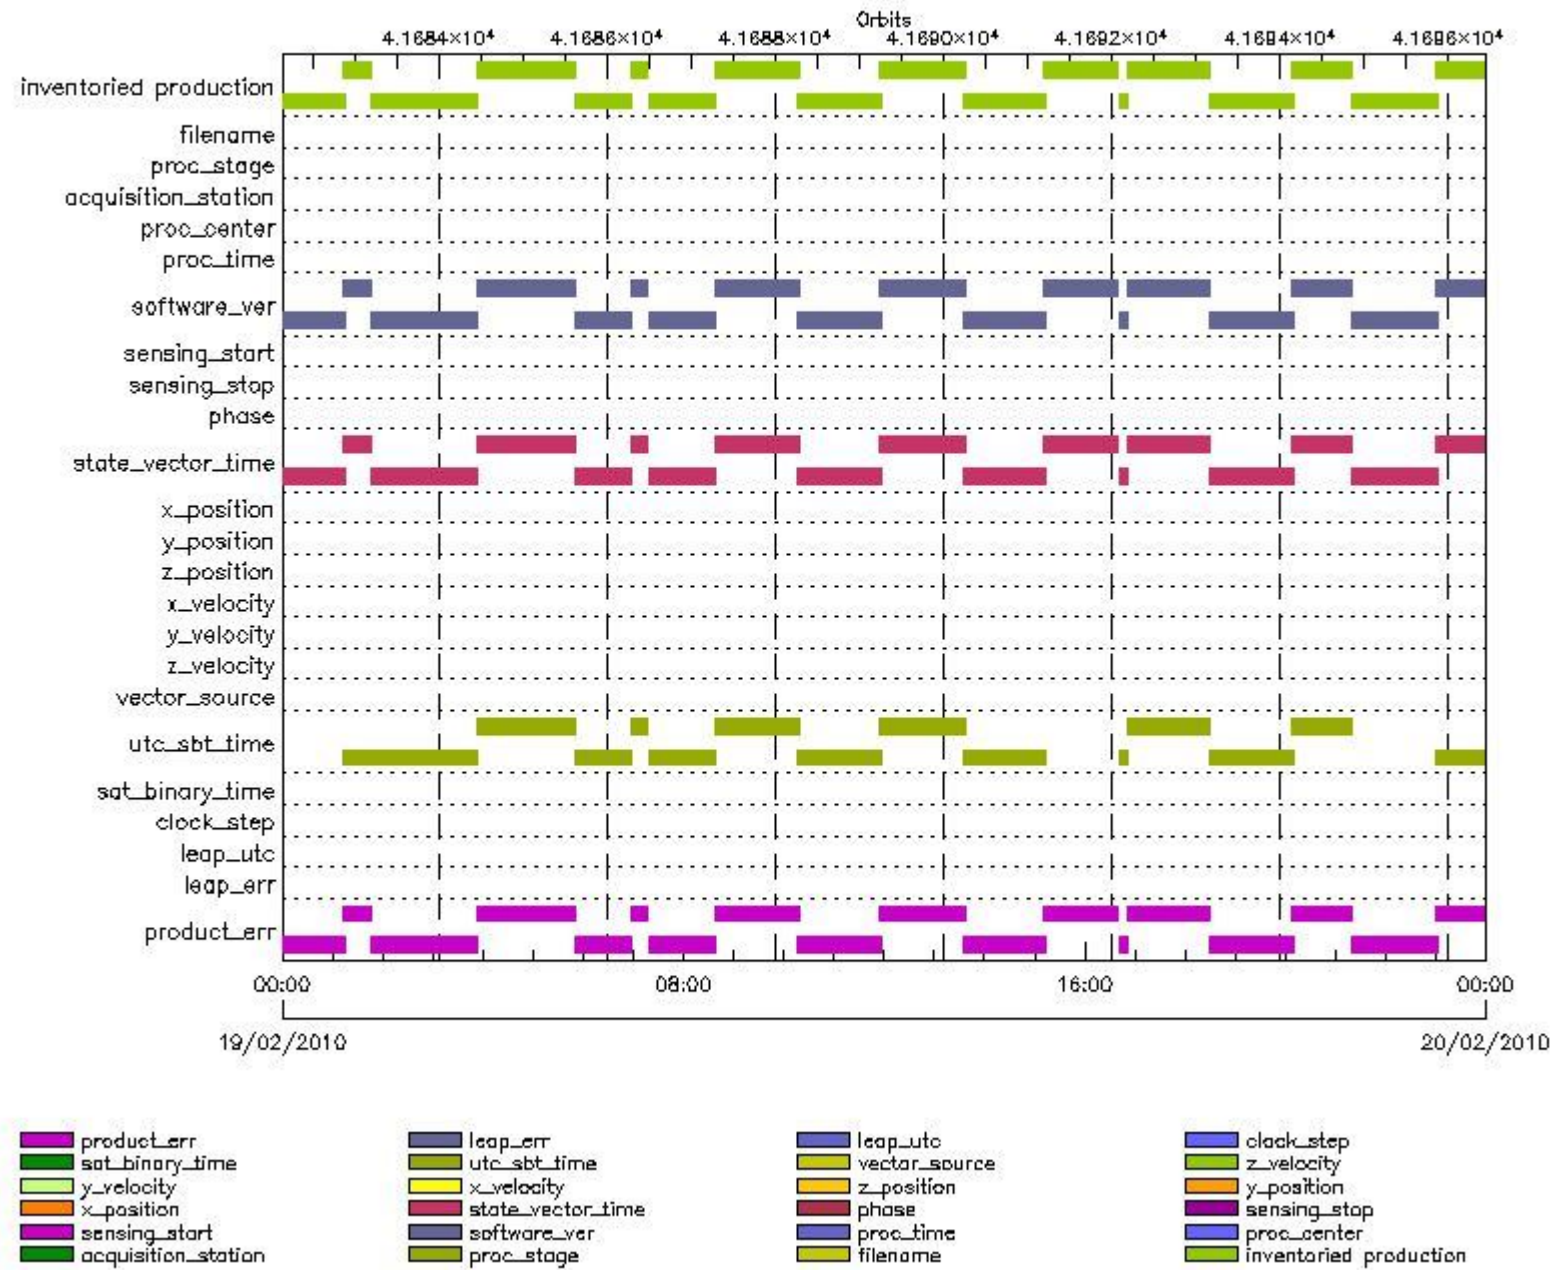 Orbits
4.1684×10⁴ 4.1686×10⁴ 4.1688×10⁴ 4.1690×10⁴ 4.1692×10⁴ 4.1694×10⁴ 4.1696×10⁴
inventoried production
filename
proc_stage
acquisition_station
proc_center
proc_time
software_ver
sensing_start
sensing_stop
phase
state_vector_time
x_position
y_position
z_position
x_velocity
y_velocity
z_velocity
vector_source
utc_sbt_time
sat_binary_time
clock_step
leap_utc
leap_err
product_err
00:00 08:00 16:00 00:00
19/02/2010 20/02/2010
product_err leap_err leap_utc clock_step
sat_binary_time utc_sbt_time vector_source z_velocity
y_velocity x_velocity z_position y_position
x_position state_vector_time phase sensing_stop
sensing_start software_ver proc_time proc_center
acquisition_station proc_stage filename inventoried production